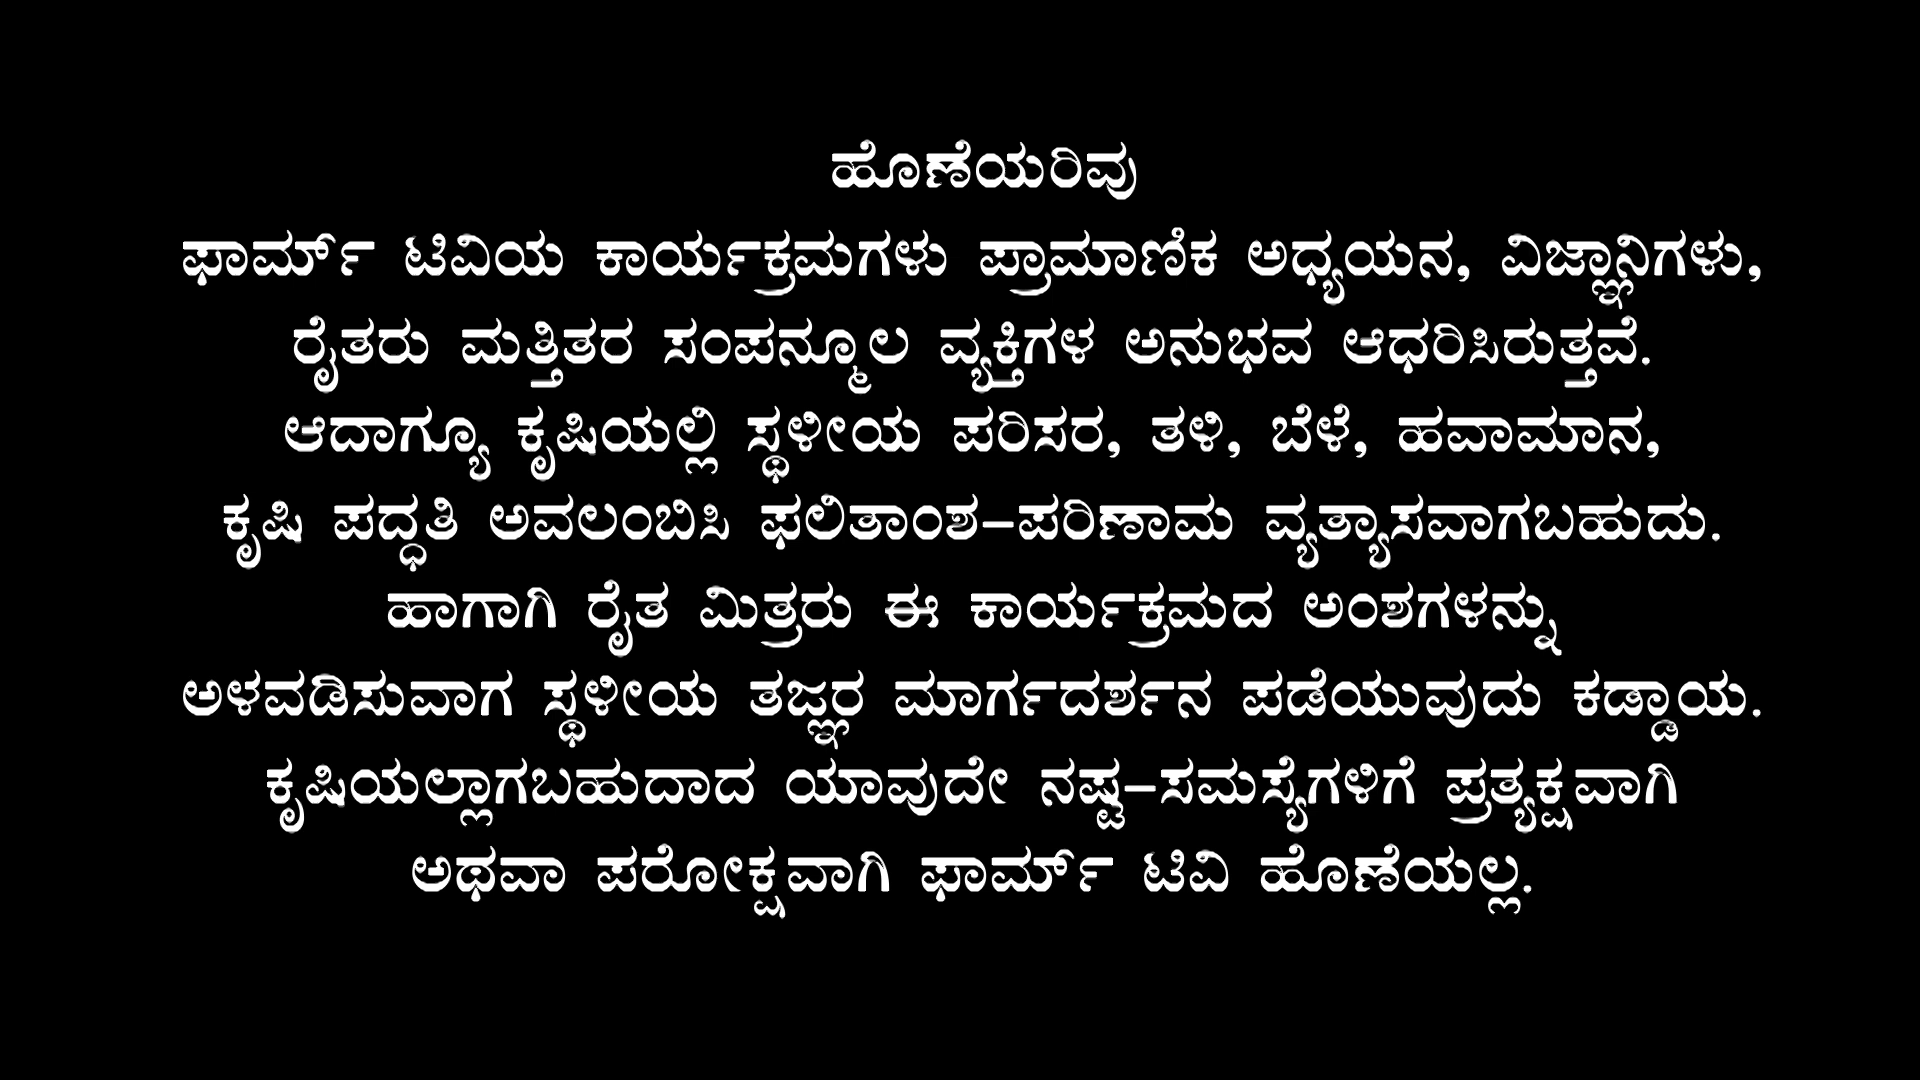 ಹೊಣೆಯರಿವು
ಫಾರ್ಮ್ ಟಿವಿಯ ಕಾರ್ಯಕ್ರಮಗಳು ಪ್ರಾಮಾಣಿಕ ಅಧ್ಯಯನ, ವಿಜ್ಞಾನಿಗಳು,
ರೈತರು ಮತ್ತಿತರ ಸಂಪನ್ಮೂಲ ವ್ಯಕ್ತಿಗಳ ಅನುಭವ ಆಧರಿಸಿರುತ್ತವೆ.
ಆದಾಗ್ಯೂ ಕೃಷಿಯಲ್ಲಿ ಸ್ಥಳೀಯ ಪರಿಸರ, ತಳಿ, ಬೆಳೆ, ಹವಾಮಾನ,
ಕೃಷಿ ಪದ್ಧತಿ ಅವಲಂಬಿಸಿ ಫಲಿತಾಂಶ–ಪರಿಣಾಮ ವ್ಯತ್ಯಾಸವಾಗಬಹುದು.
ಹಾಗಾಗಿ ರೈತ ಮಿತ್ರರು ಈ ಕಾರ್ಯಕ್ರಮದ ಅಂಶಗಳನ್ನು
ಅಳವಡಿಸುವಾಗ ಸ್ಥಳೀಯ ತಜ್ಞರ ಮಾರ್ಗದರ್ಶನ ಪಡೆಯುವುದು ಕಡ್ಡಾಯ.
ಕೃಷಿಯಲ್ಲಾಗಬಹುದಾದ ಯಾವುದೇ ನಷ್ಟ–ಸಮಸ್ಯೆಗಳಿಗೆ ಪ್ರತ್ಯಕ್ಷವಾಗಿ
ಅಥವಾ ಪರೋಕ್ಷವಾಗಿ ಫಾರ್ಮ್ ಟಿವಿ ಹೊಣೆಯಲ್ಲ.